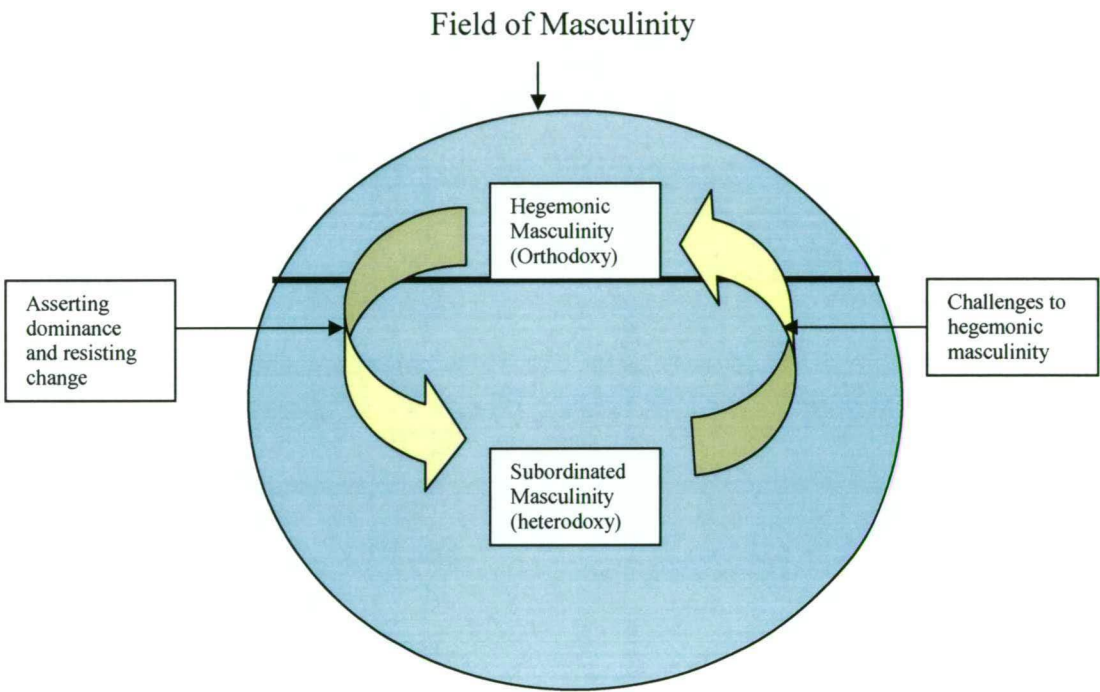 Field of Masculinity
Hegemonic
Masculinity
(Orthodoxy)
Asserting
dominance
and resisting
change
Challenges to
hegemonic
masculinity
Subordinated
Masculinity
(heterodoxy)